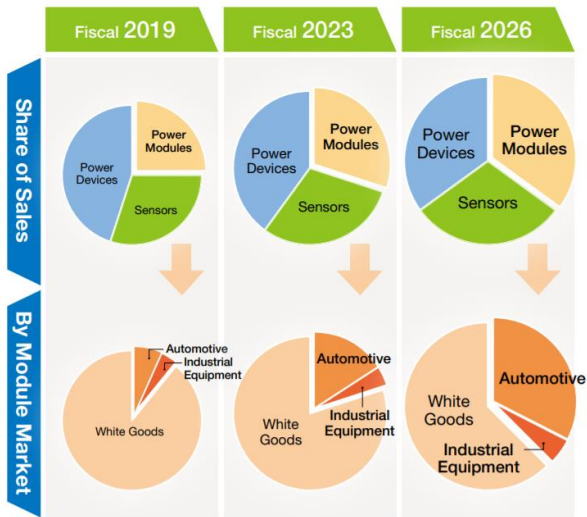 Fiscal 2019
Fiscal 2023
Fiscal 2026
Share of Sales
Power
Modules
Power
Devices
Sensors
Power
Modules
Power
Devices
Sensors
Power
Modules
Power
Devices
Sensors
By Module Market
Automotive
Industrial
Equipment
White Goods
Automotive
Industrial
Equipment
White
Goods
Automotive
White
Goods
Industrial
Equipment